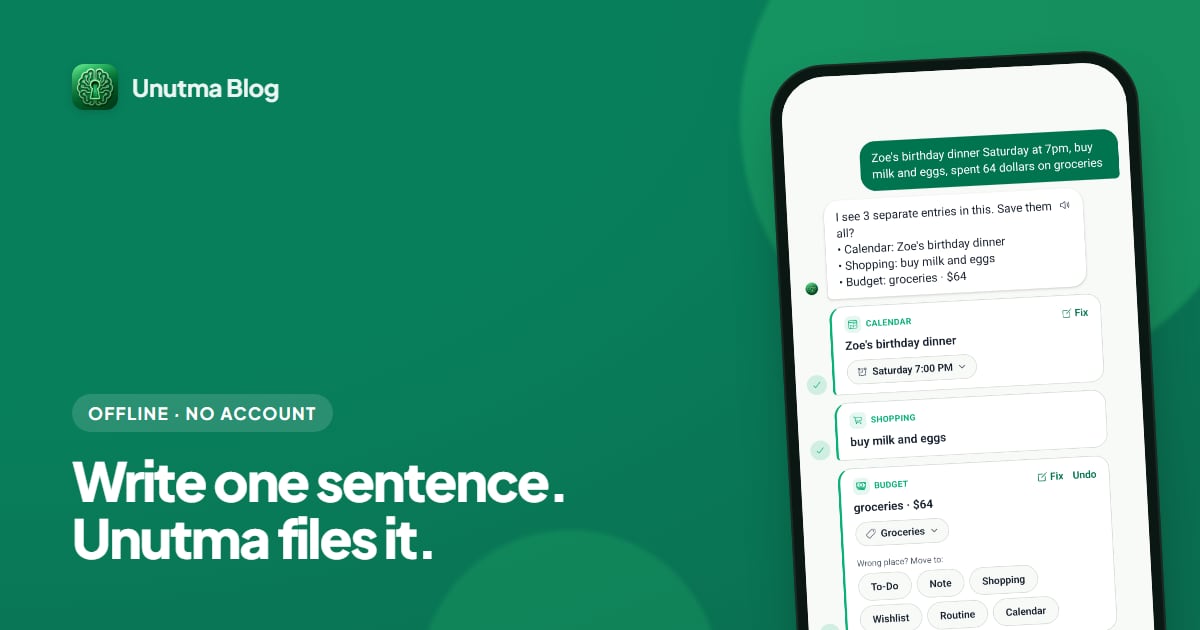 Unutma Blog
OFFLINE · NO ACCOUNT
Write one sentence.
Unutma files it.
Zoe's birthday dinner Saturday at 7pm, buy
milk and eggs, spent 64 dollars on groceries
I see 3 separate entries in this. Save them
all?
• Calendar: Zoe's birthday dinner
• Shopping: buy milk and eggs
• Budget: groceries · $64
CALENDAR
Fix
Zoe's birthday dinner
Saturday 7:00 PM
SHOPPING
buy milk and eggs
BUDGET
Fix Undo
groceries · $64
Groceries
Wrong place? Move to:
To-Do Note Shopping
Wishlist Routine Calendar